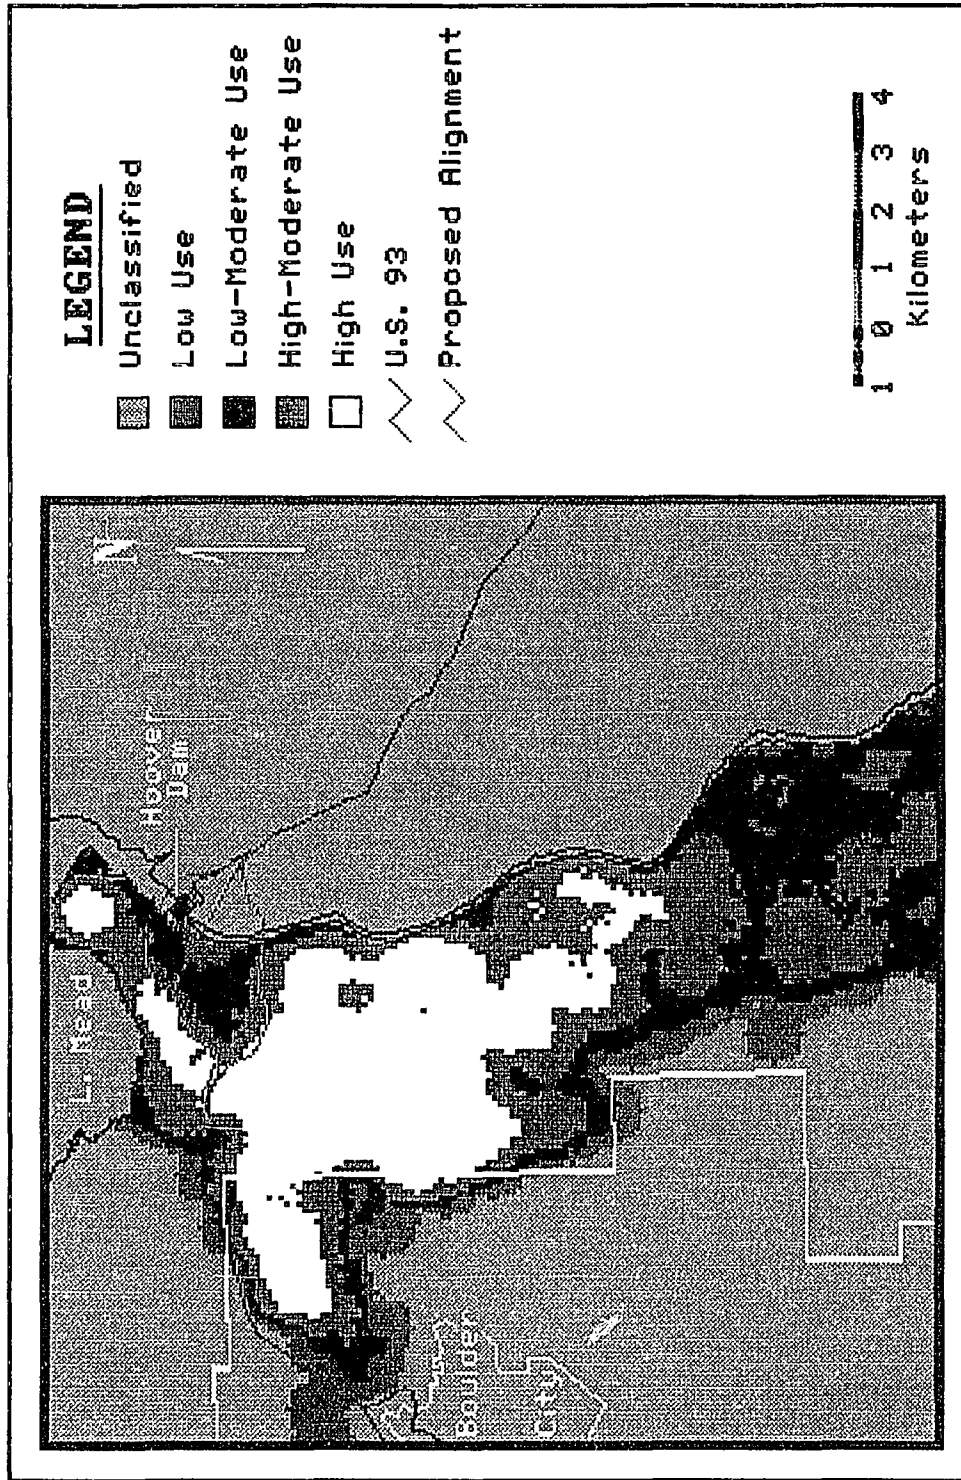 LEGEND
Unclassified
Low Use
Low-Moderate Use
High-Moderate Use
High Use
U.S. 93
Proposed Alignment
1 0 1 2 3 4
Kilometers
N
Hoover
Dam
L. Mead
Boulder
City